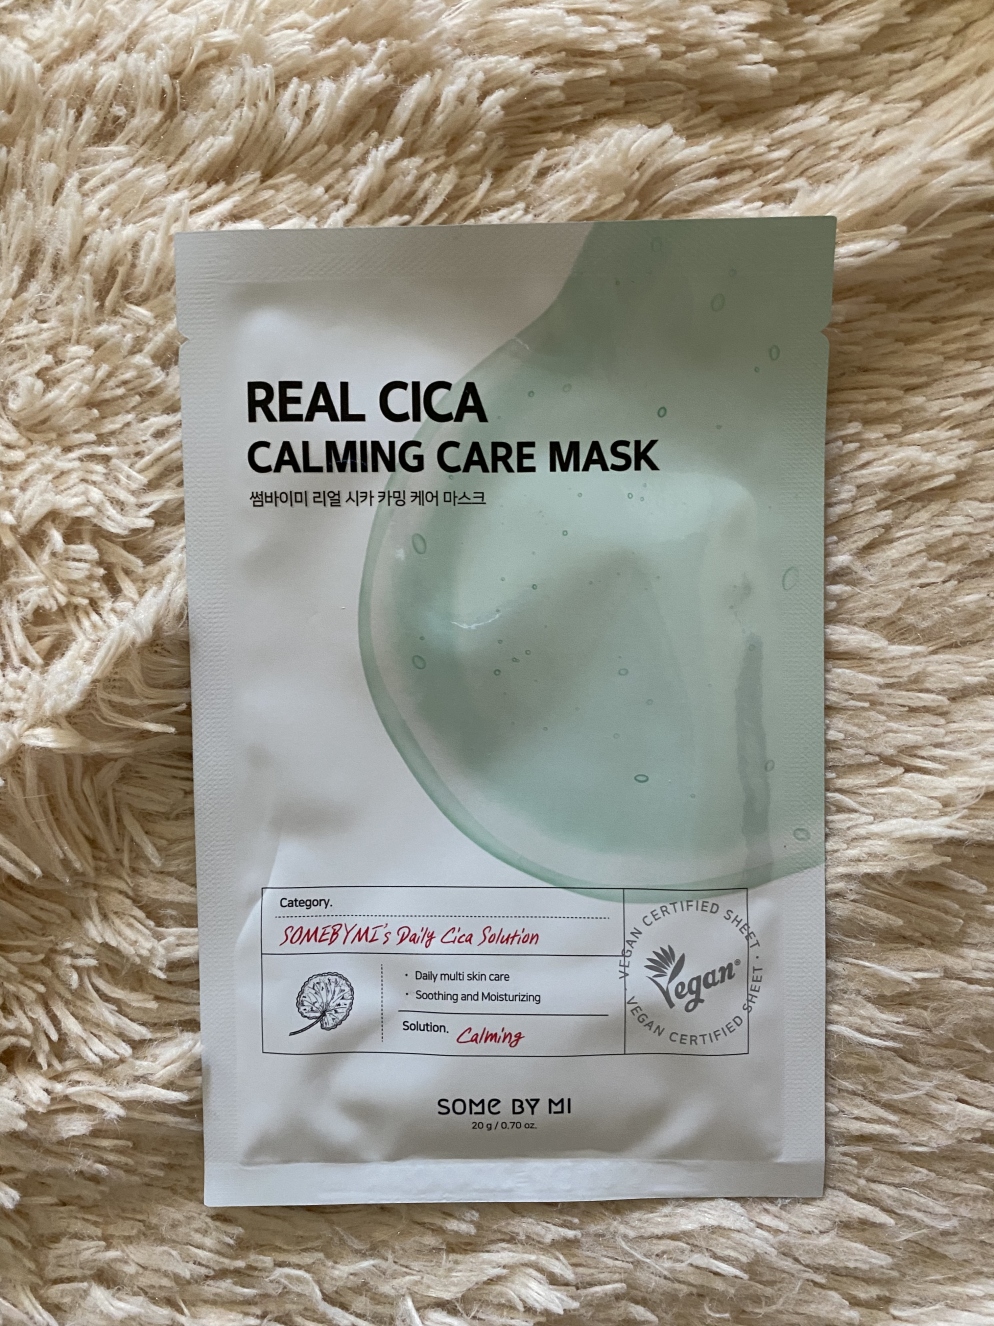 REAL CICA
CALMING CARE MASK
썸바이미 리얼 시카 카밍 케어 마스크
Category.
SOMEBYMI's Daily Cica Solution
· Daily multi skin care
· Soothing and Moisturizing
Solution. Calming
VEGAN CERTIFIED SHEET ·
Vegan®
VEGAN CERTIFIED SHEET ·
SOME BY MI
20 g / 0.70 oz.